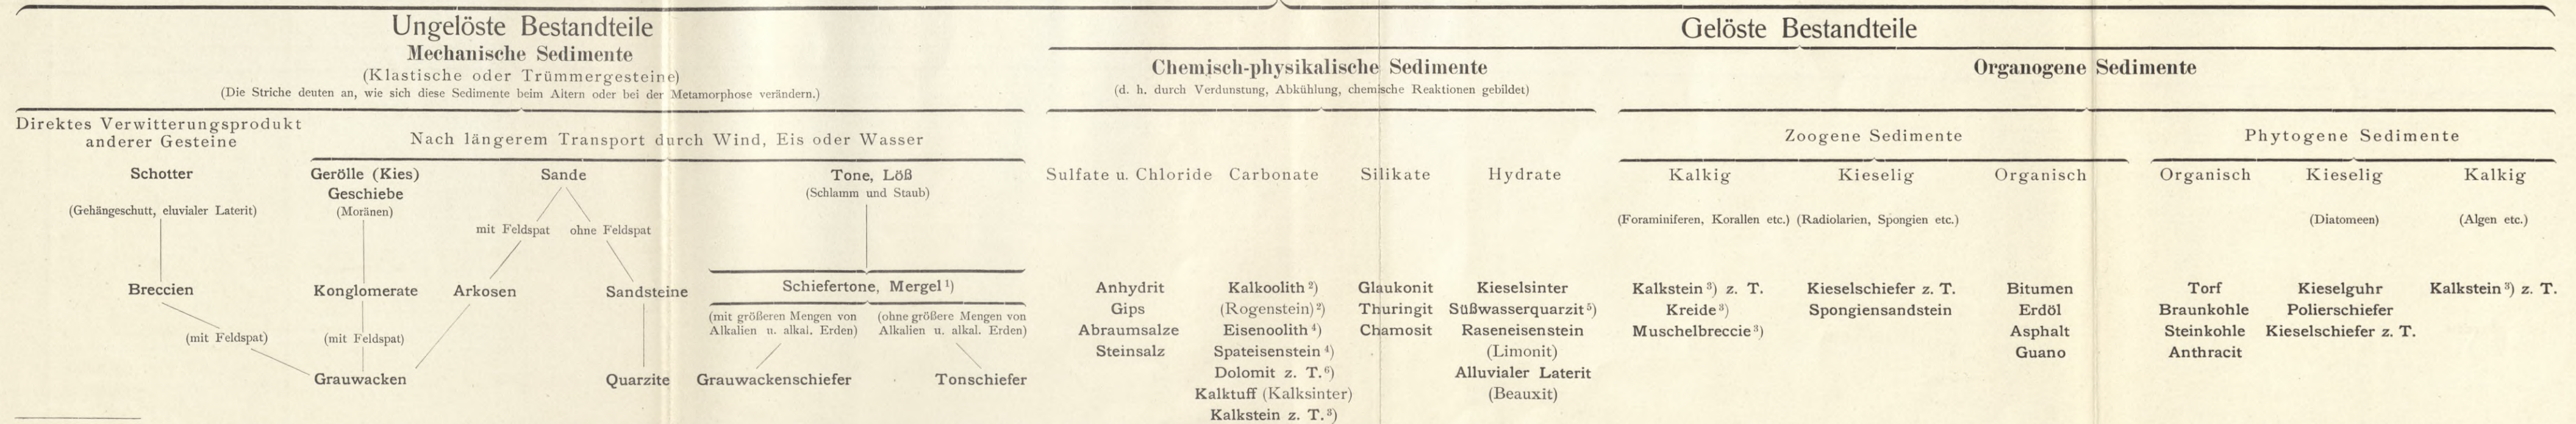 Ungelöste Bestandteile
Mechanische Sedimente
(Klastische oder Trümmergesteine)
(Die Striche deuten an, wie sich diese Sedimente beim Altern oder bei der Metamorphose verändern.)
Direktes Verwitterungsprodukt
anderer Gesteine
Nach längerem Transport durch Wind, Eis oder Wasser
Schotter
(Gehängeschutt, eluvialer Laterit)
Gerölle (Kies)
Geschiebe
(Moränen)
Sande
mit Feldspat
ohne Feldspat
Tone, Löß
(Schlamm und Staub)
Breccien
Konglomerate
Arkosen
Sandsteine
Schiefertone, Mergel ¹)
(mit größeren Mengen von
Alkalien u. alkal. Erden)
(ohne größere Mengen von
Alkalien u. alkal. Erden)
(mit Feldspat)
(mit Feldspat)
Grauwacken
Quarzite
Grauwackenschiefer
Tonschiefer
Gelöste Bestandteile
Chemisch-physikalische Sedimente
(d. h. durch Verdunstung, Abkühlung, chemische Reaktionen gebildet)
Sulfate u. Chloride
Anhydrit
Gips
Abraumsalze
Steinsalz
Carbonate
Kalkoolith ²)
(Rogenstein) ²)
Eisenoolith ⁴)
Spateisenstein ⁴)
Dolomit z. T. ⁶)
Kalktuff (Kalksinter)
Kalkstein z. T. ³)
Silikate
Glaukonit
Thuringit
Chamosit
Hydrate
Kieselsinter
Süßwasserquarzit ⁵)
Raseneisenstein
(Limonit)
Alluvialer Laterit
(Beauxit)
Organogene Sedimente
Zoogene Sedimente
Kalkig
(Foraminiferen, Korallen etc.)
Kalkstein ³) z. T.
Kreide ³)
Muschelbreccie ³)
Kieselig
(Radiolarien, Spongien etc.)
Kieselschiefer z. T.
Spongiensandstein
Organisch
Bitumen
Erdöl
Asphalt
Guano
Phytogene Sedimente
Organisch
Torf
Braunkohle
Steinkohle
Anthracit
Kieselig
(Diatomeen)
Kieselguhr
Polierschiefer
Kieselschiefer z. T.
Kalkig
(Algen etc.)
Kalkstein ³) z. T.